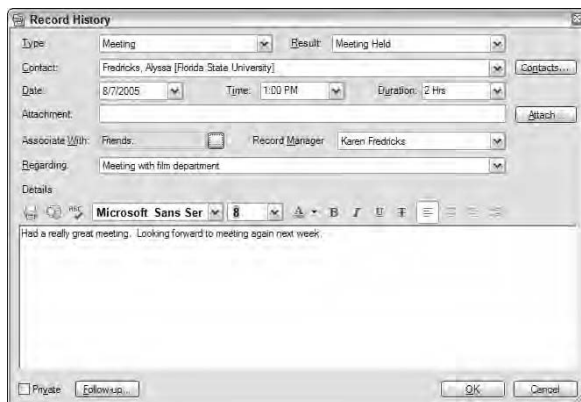 Record History
Type: Meeting Result: Meeting Held
Contact: Fredricks, Alyssa [Florida State University] Contacts...
Date: 8/7/2005 Time: 1:00 PM Duration: 2 Hrs
Attachment: Attach
Associate With: Friends: ... Record Manager Karen Fredricks
Regarding: Meeting with film department
Details
ABC Microsoft Sans Ser 8 A B I U T
Had a really great meeting. Looking forward to meeting again next week.
Private Follow-up... OK Cancel